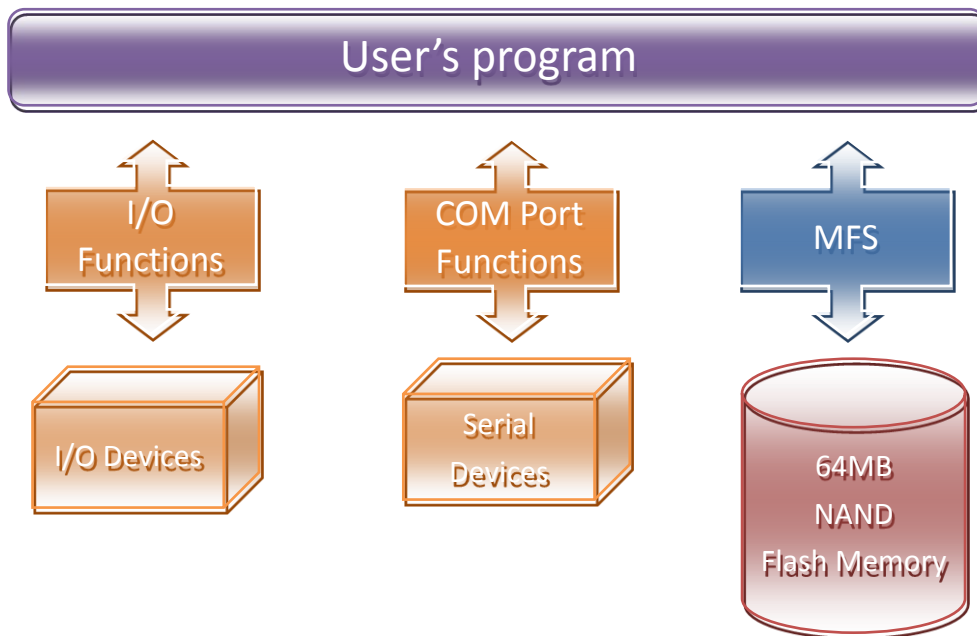 User’s program
I/O
Functions
COM Port
Functions
MFS
I/O Devices
Serial
Devices
64MB
NAND
Flash Memory